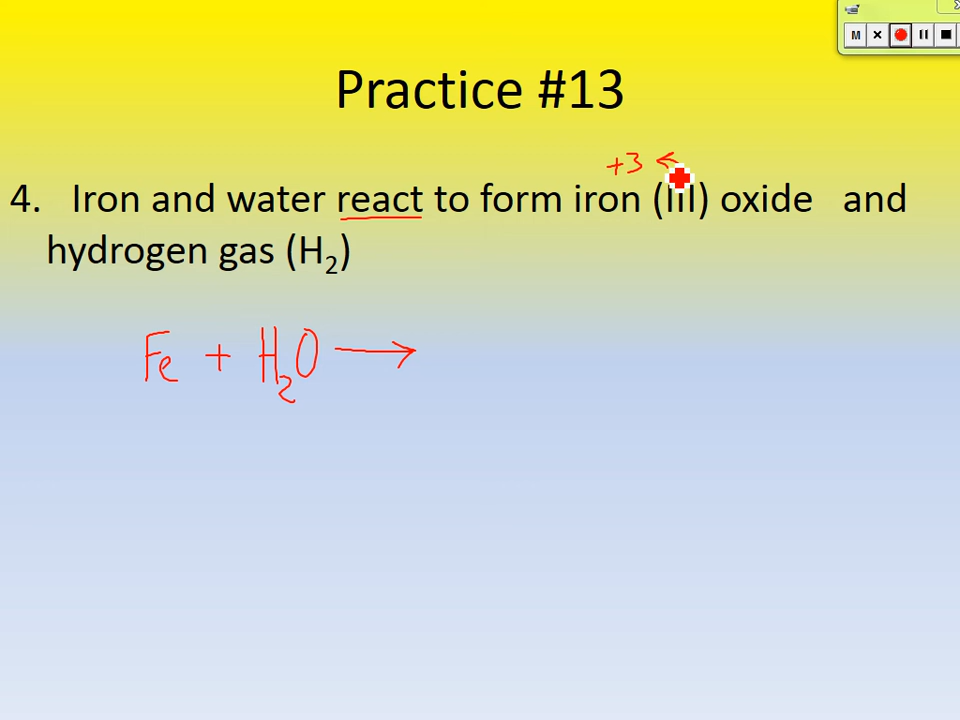 M
Practice #13
+3 ←
4. Iron and water react to form iron (III) oxide and
hydrogen gas (H₂)
Fe + H₂O →